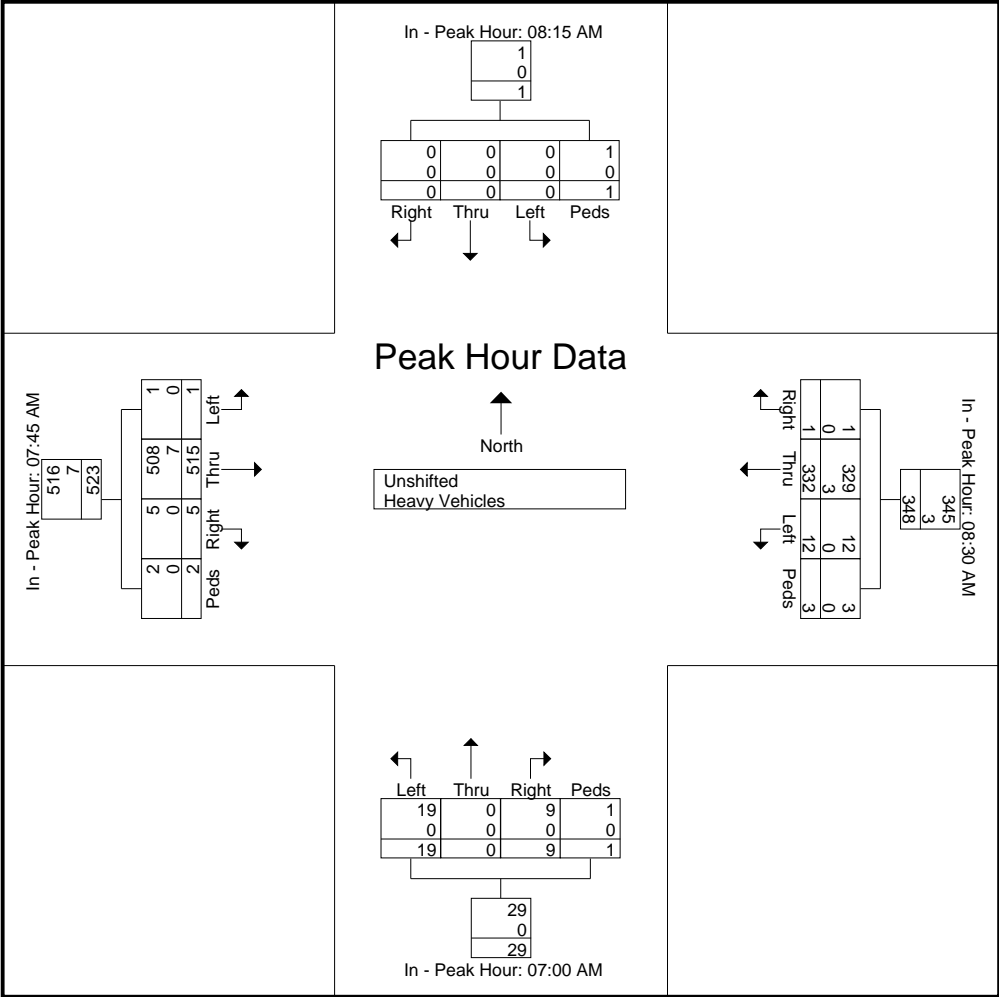 In - Peak Hour: 08:15 AM
1
0
1
0 0 0 1
0 0 0 0
0 0 0 1
Right Thru Left Peds
Peak Hour Data
North
Unshifted
Heavy Vehicles
In - Peak Hour: 07:45 AM
516
7
523
1 0 1 Left
508 7 515 Thru
5 0 5 Right
2 0 2 Peds
Right 1 0 1
Thru 332 3 329
Left 12 0 12
Peds 3 0 3
345
3
348
In - Peak Hour: 08:30 AM
Left Thru Right Peds
19 0 9 1
0 0 0 0
19 0 9 1
29
0
29
In - Peak Hour: 07:00 AM